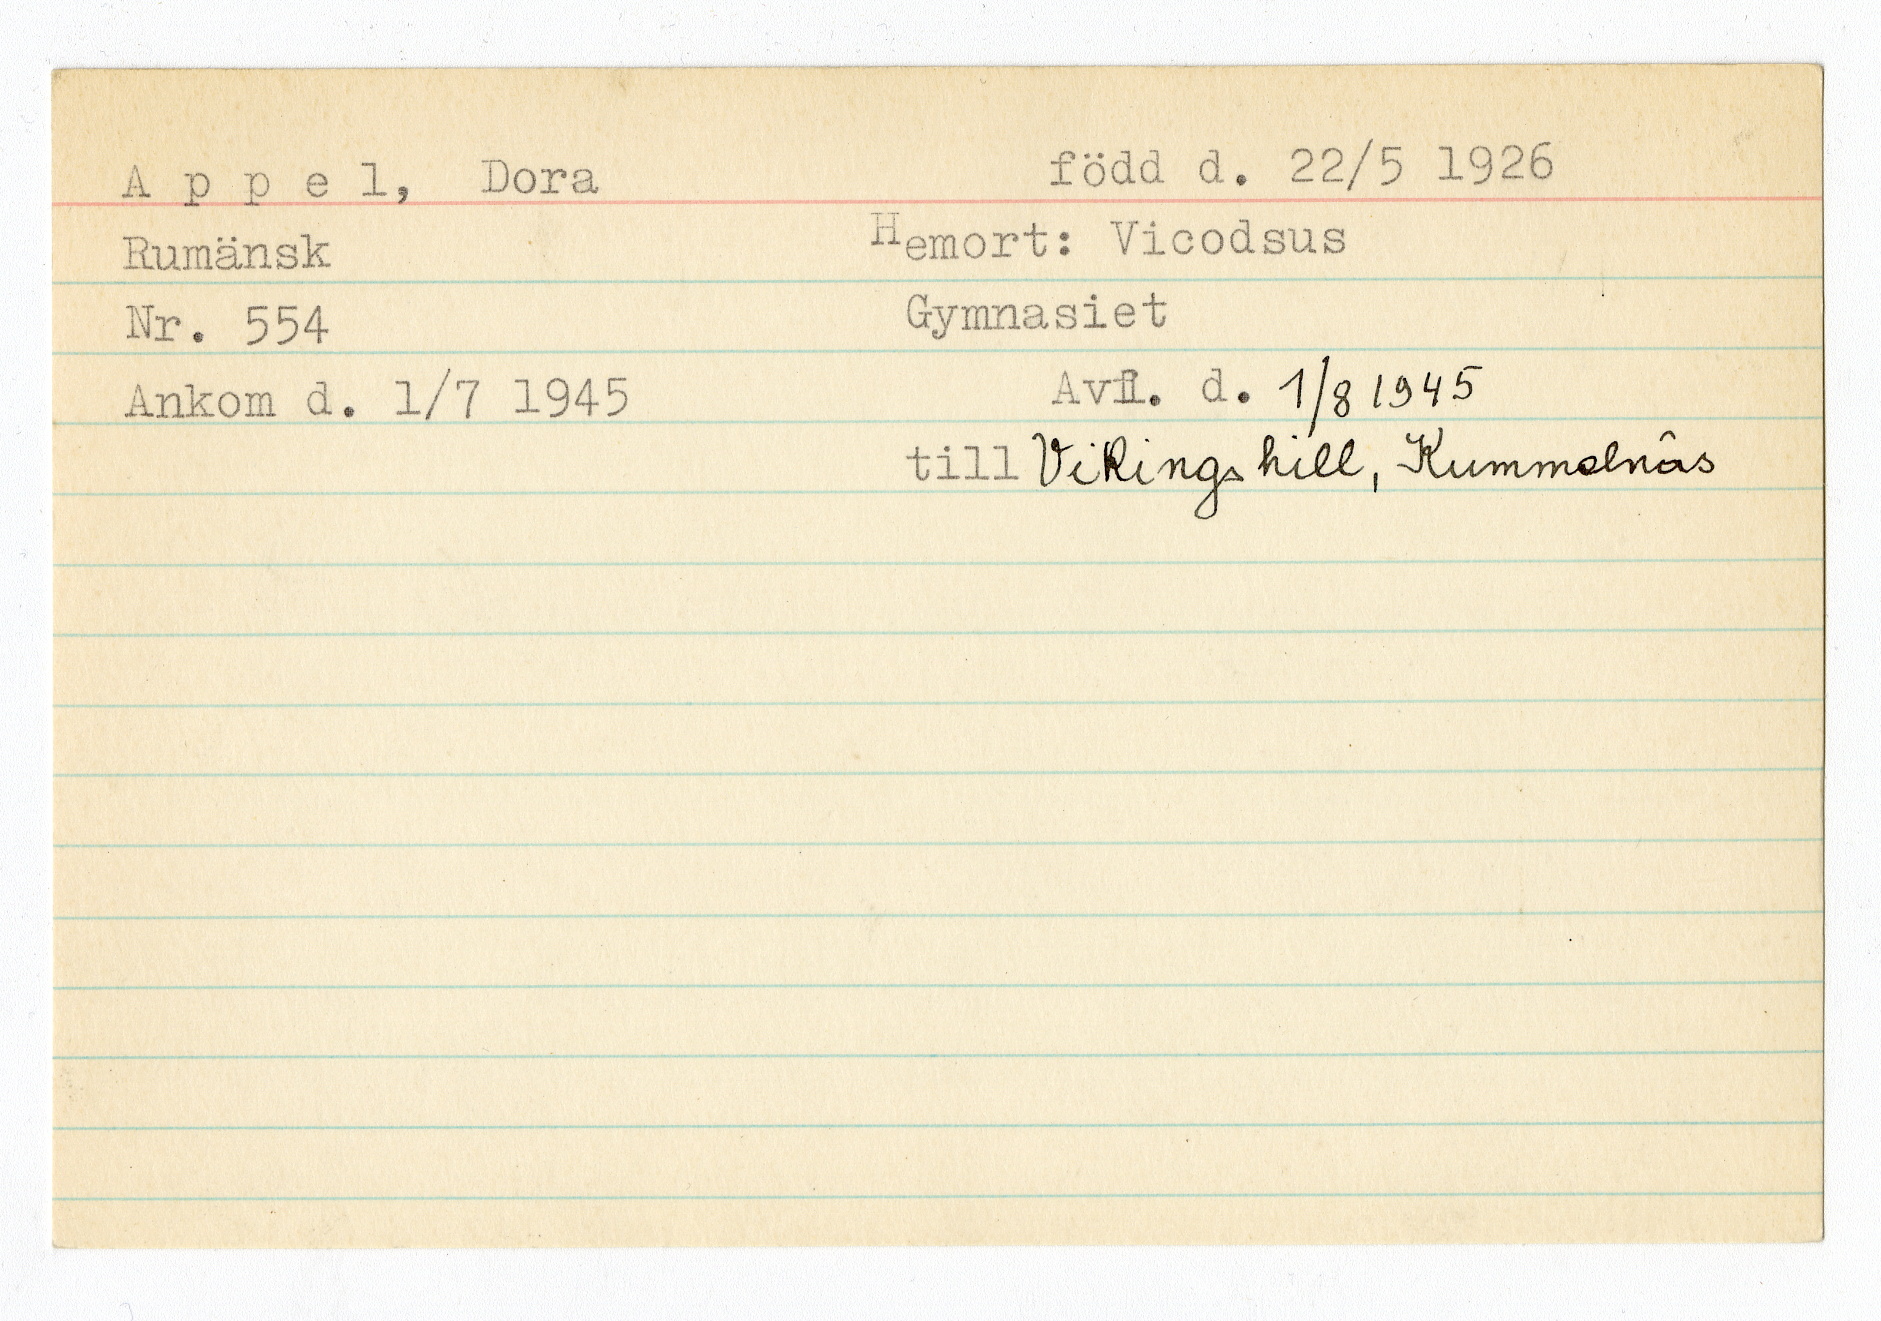 A p p e l, Dora född d. 22/5 1926
Rumänsk Hemort: Vicodsus
Nr. 554 Gymnasiet
Ankom d. 1/7 1945 Avfl. d. 1/8 1945
till Vikingshill, Kummelnäs